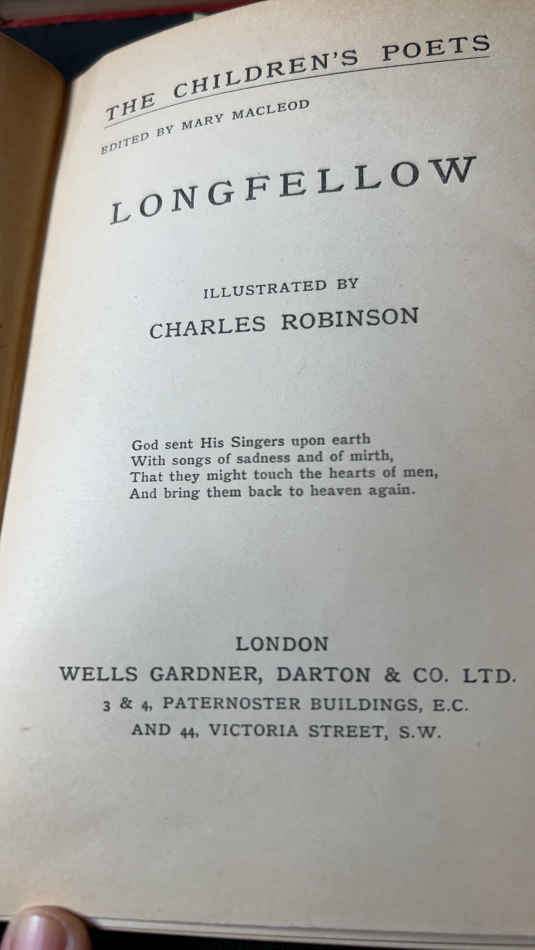 THE CHILDREN'S POETS
EDITED BY MARY MACLEOD
LONGFELLOW
ILLUSTRATED BY
CHARLES ROBINSON
God sent His Singers upon earth
With songs of sadness and of mirth,
That they might touch the hearts of men,
And bring them back to heaven again.
LONDON
WELLS GARDNER, DARTON & CO. LTD.
3 & 4, PATERNOSTER BUILDINGS, E.C.
AND 44, VICTORIA STREET, S.W.